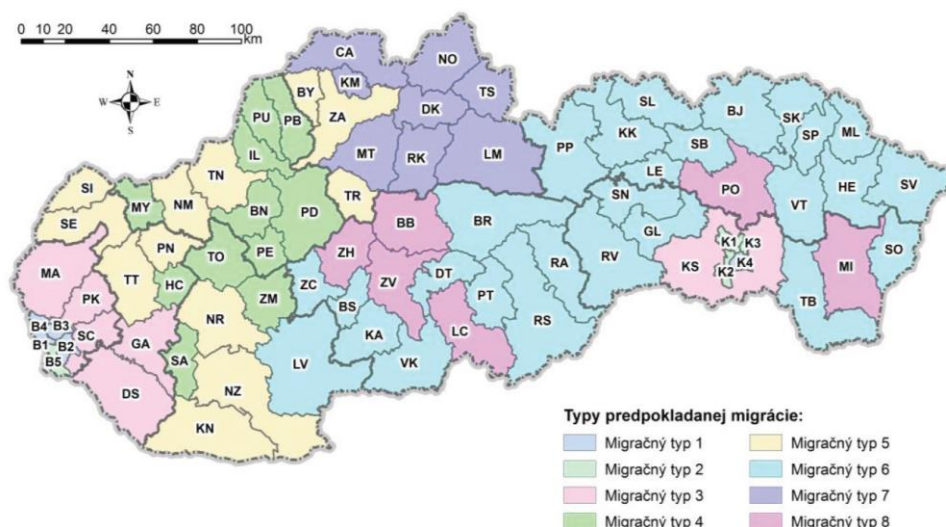 0 10 20 40 60 80 100
km
N
W E
S
CA
NO
KM
TS
BY
ZA
DK
PU
PB
SL
BJ
SK
KK
SP
ML
IL
MT
RK
LM
PP
SB
TN
LE
HE
SV
SI
MY
NM
TR
SN
PO
VT
BN
PD
SE
BB
BR
GL
PN
PE
K1
K3
SO
TO
ZH
RA
RV
KS
K4
MI
MA
TT
HC
ZC
ZV
DT
K2
PK
ZM
BS
PT
TB
B4
B3
NR
RS
SC
GA
KA
LC
B1
B2
SA
LV
VK
B5
NZ
DS
KN
Typy predpokladanej migrácie:
Migračný typ 1
Migračný typ 5
Migračný typ 2
Migračný typ 6
Migračný typ 3
Migračný typ 7
Migračný typ 4
Migračný typ 8